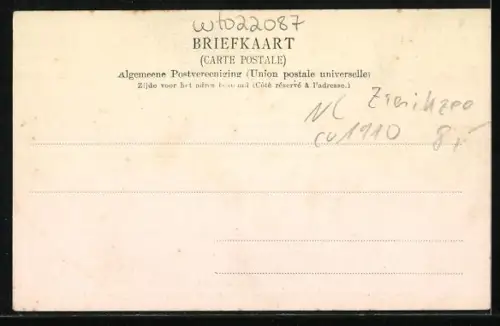 wto22087
BRIEFKAART
(CARTE POSTALE)
Algemeene Postvereeniging (Union postale universelle)
Zijde voor het adres bestemd (Côté réservé à l'adresse.)
NL Zierikzee
cv 1910 8,-